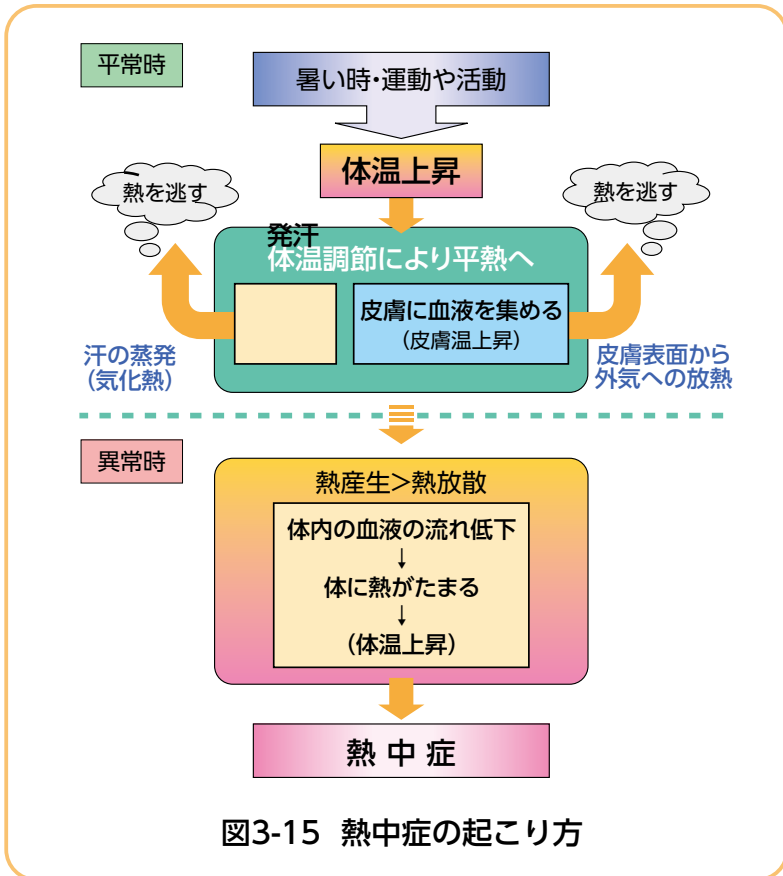 平常時
暑い時・運動や活動
体温上昇
熱を逃す
熱を逃す
発汗
体温調節により平熱へ
皮膚に血液を集める
(皮膚温上昇)
汗の蒸発
(気化熱)
皮膚表面から
外気への放熱
異常時
熱産生>熱放散
体内の血液の流れ低下
↓
体に熱がたまる
↓
(体温上昇)
熱中症
図3-15 熱中症の起こり方